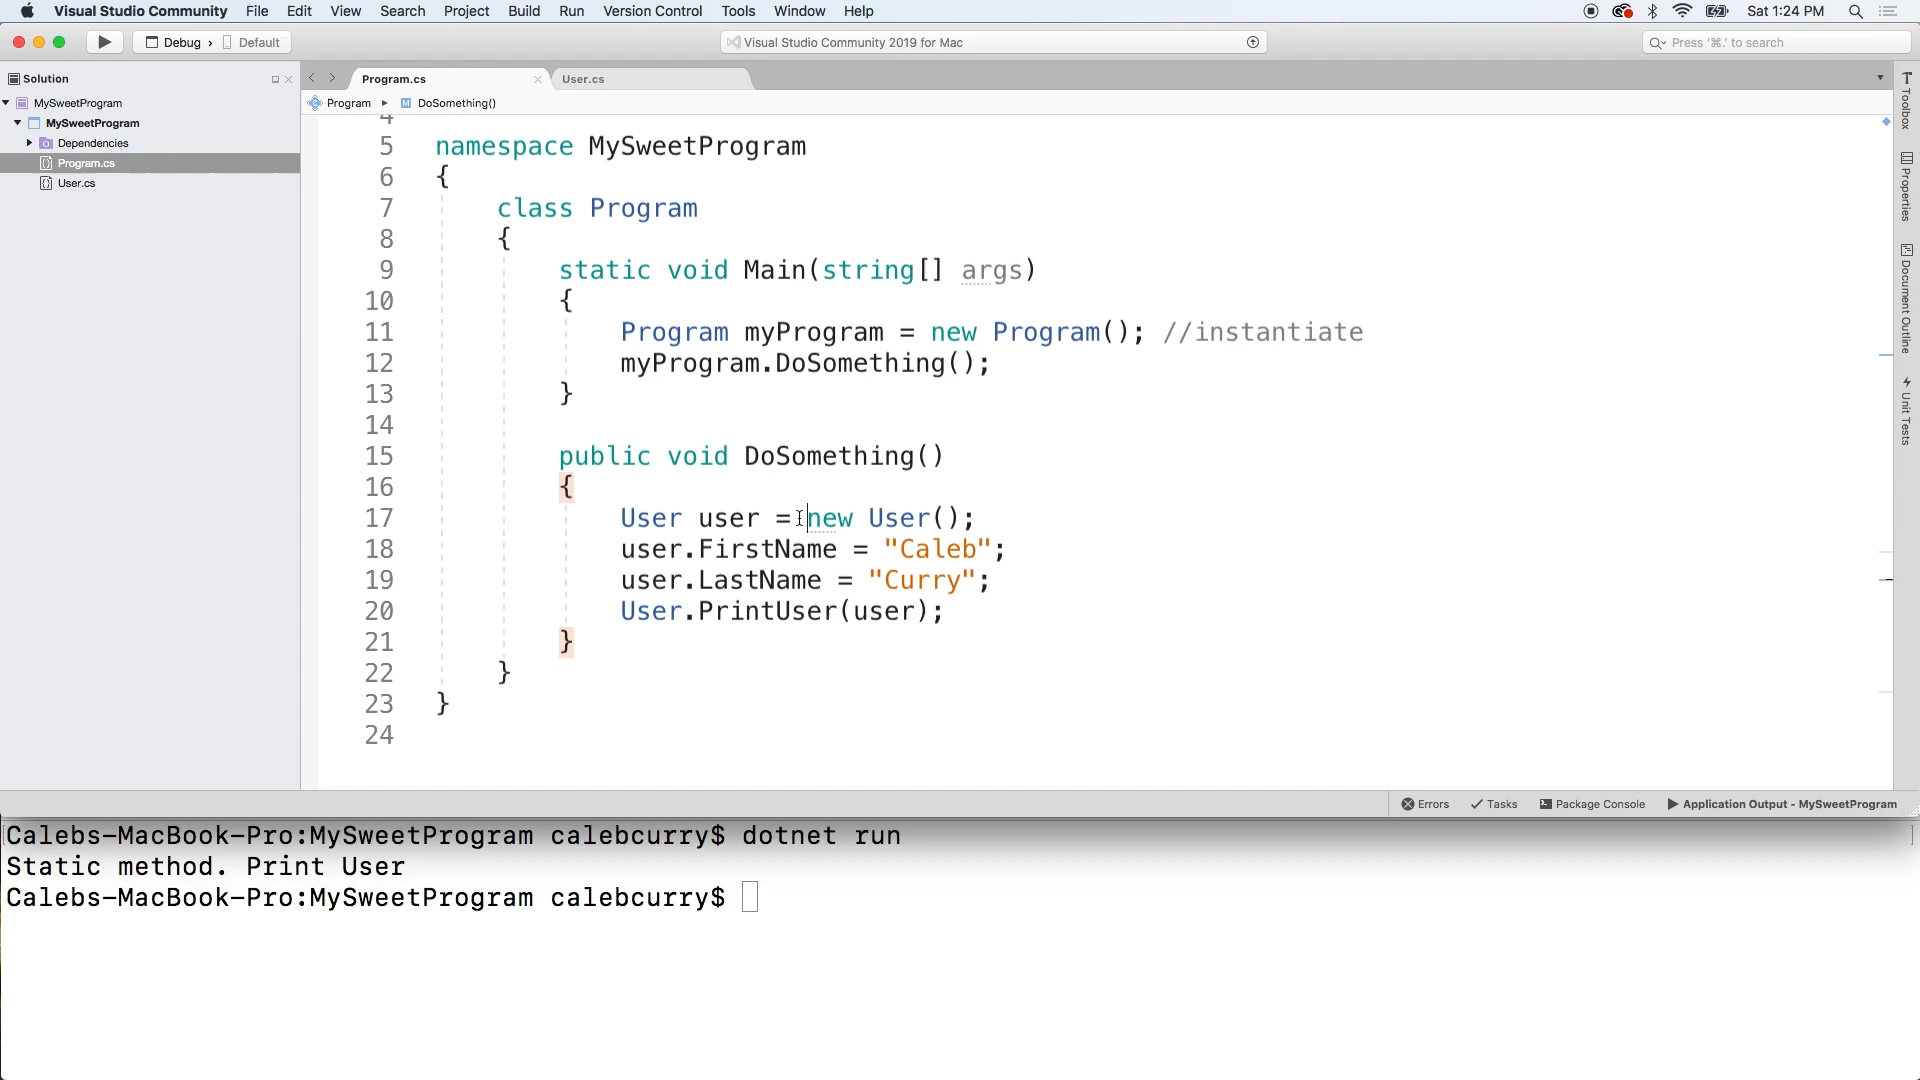 Visual Studio Community File Edit View Search Project Build Run Version Control Tools Window Help Sat 1:24 PM
Debug › Default Visual Studio Community 2019 for Mac Press '⌘.' to search
Solution Program.cs User.cs
Program ▸ DoSomething()
MySweetProgram
MySweetProgram
Dependencies
Program.cs
User.cs
Toolbox
Properties
Document Outline
Unit Tests
4
5 namespace MySweetProgram
6 {
7 class Program
8 {
9 static void Main(string[] args)
10 {
11 Program myProgram = new Program(); //instantiate
12 myProgram.DoSomething();
13 }
14
15 public void DoSomething()
16 {
17 User user = new User();
18 user.FirstName = "Caleb";
19 user.LastName = "Curry";
20 User.PrintUser(user);
21 }
22 }
23 }
24
Errors Tasks Package Console Application Output - MySweetProgram
[Calebs-MacBook-Pro:MySweetProgram calebcurry$ dotnet run ]
Static method. Print User
Calebs-MacBook-Pro:MySweetProgram calebcurry$